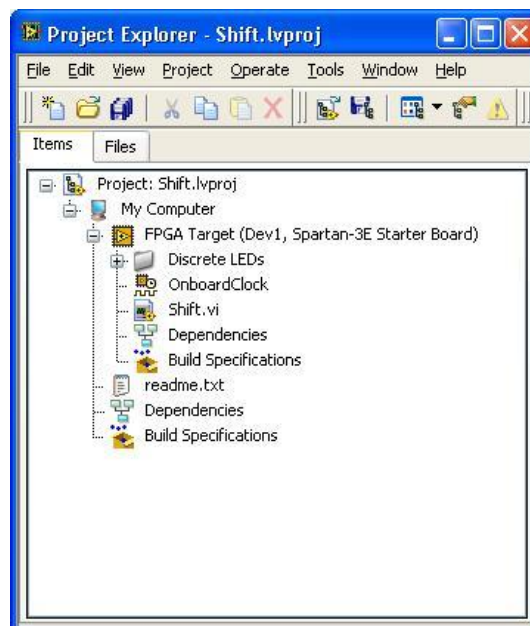 Project Explorer - Shift.lvproj
File Edit View Project Operate Tools Window Help
Items Files
Project: Shift.lvproj
My Computer
FPGA Target (Dev1, Spartan-3E Starter Board)
Discrete LEDs
OnboardClock
Shift.vi
Dependencies
Build Specifications
readme.txt
Dependencies
Build Specifications